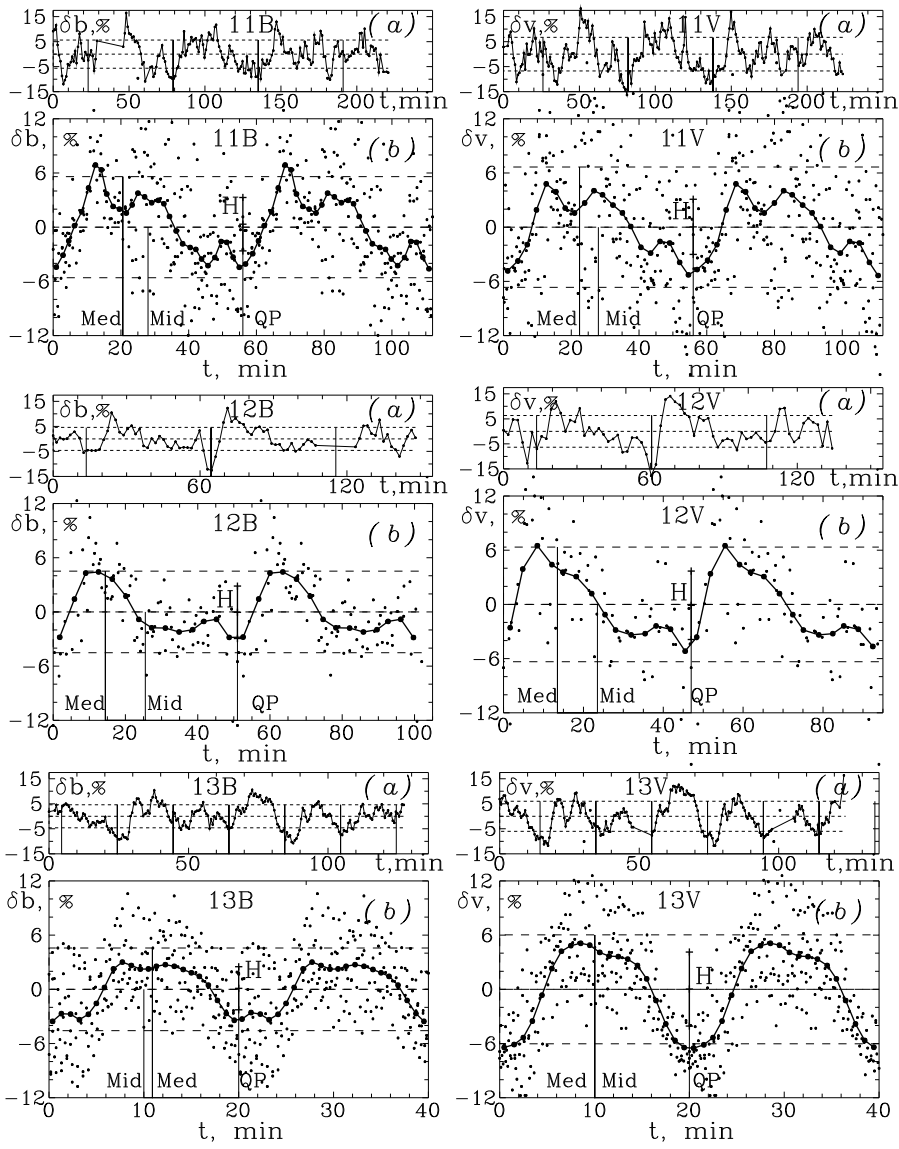 15 δb,% 11B (a) 15 δv,% 11V (a)
5 5
−5 −5
−15 −15
0 50 100 150 200 t,min 0 50 100 150 200 t,min
12 12
δb, % 11B (b) δv, % 11V (b)
6 6
H H
0 0
−6 −6
Med Mid QP Med Mid QP
−12 −12
0 20 40 60 80 100 0 20 40 60 80 100
t, min t, min
15 δb,% 12B (a) 15 δv,% 12V (a)
5 5
−5 −5
−15 −15
0 60 120 t,min 0 60 120 t,min
12 12
δb, % 12B (b) δv, % 12V (b)
6 6
H H
0 0
−6 −6
Med Mid QP Med Mid QP
−12 −12
0 20 40 60 80 100 0 20 40 60 80
t, min t, min
15 δb,% 13B (a) 15 δv,% 13V (a)
5 5
−5 −5
−15 −15
0 50 100 t,min 0 50 100 t,min
12 12
δb, % 13B (b) δv, % 13V (b)
6 6
H H
0 0
−6 −6
Mid Med QP Med Mid QP
−12 −12
0 10 20 30 40 0 10 20 30 40
t, min t, min